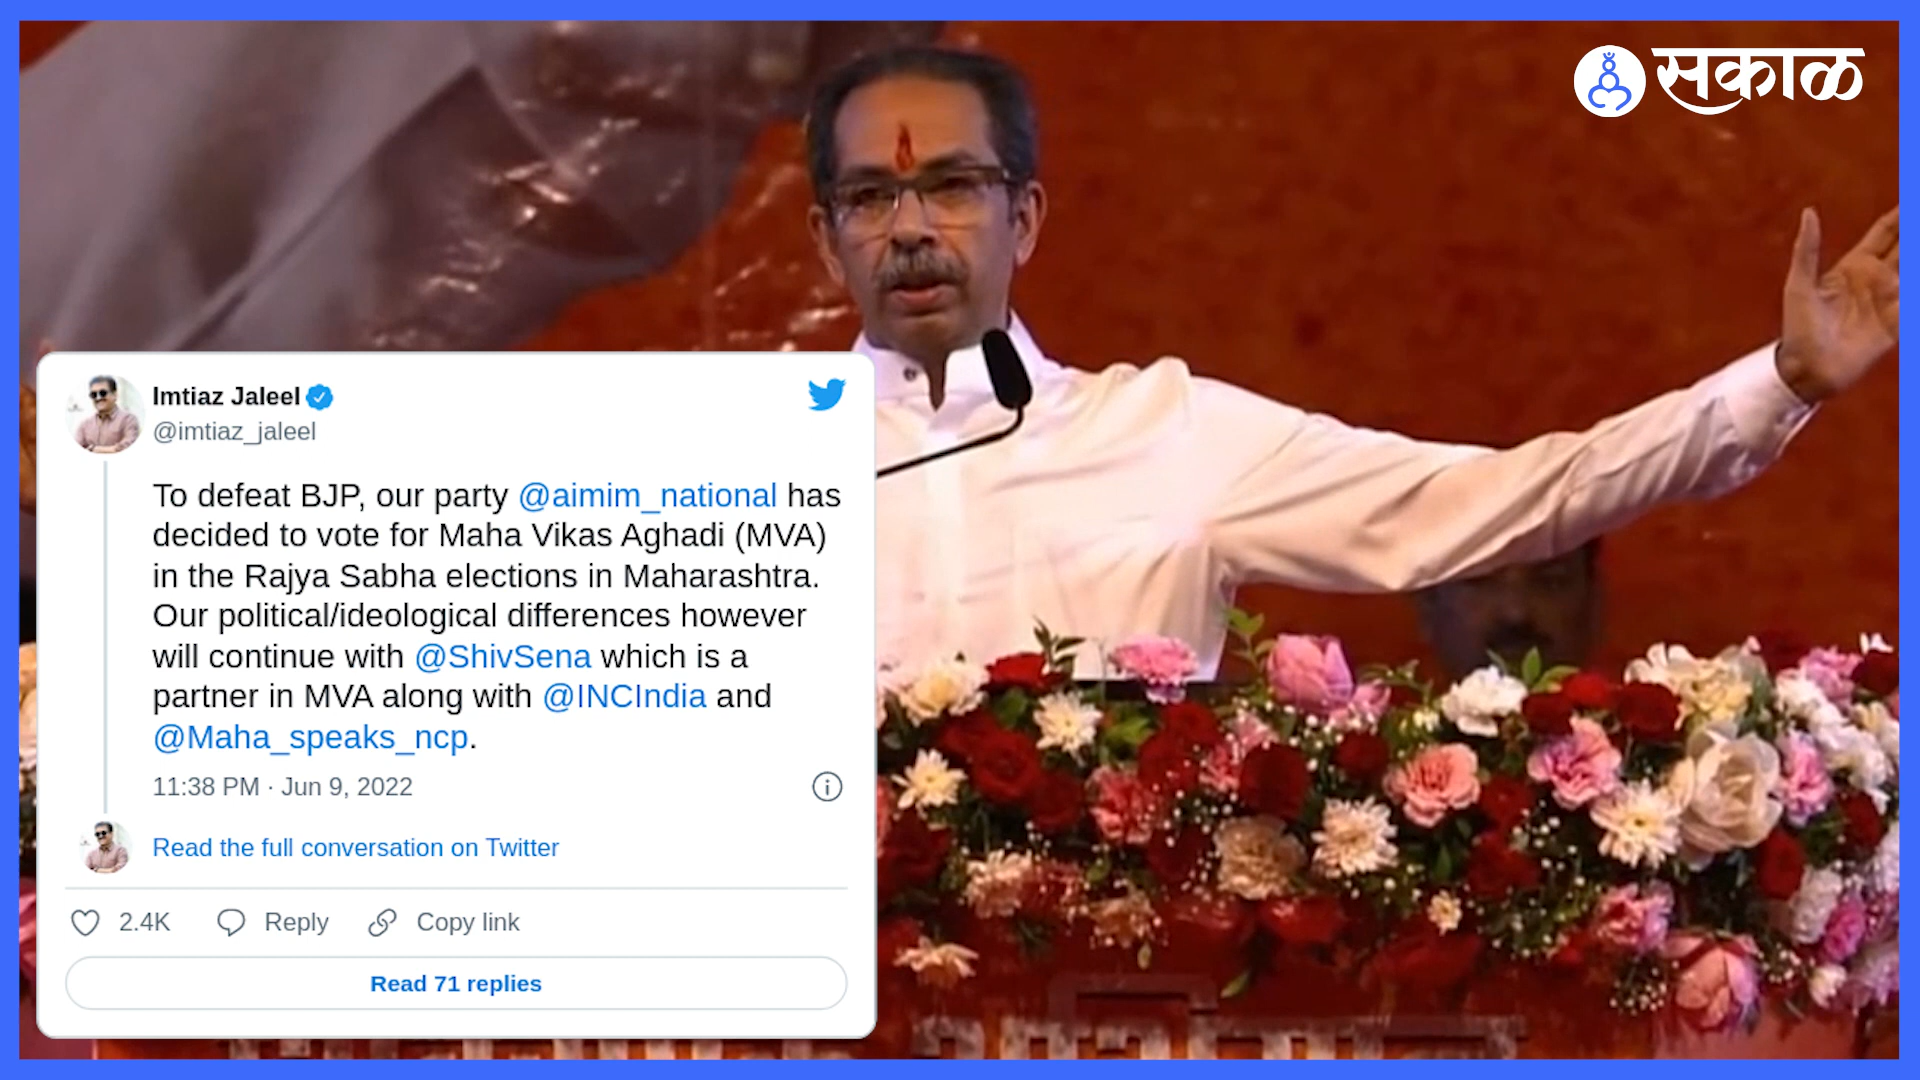 सकाळ
Imtiaz Jaleel
@imtiaz_jaleel
To defeat BJP, our party @aimim_national has
decided to vote for Maha Vikas Aghadi (MVA)
in the Rajya Sabha elections in Maharashtra.
Our political/ideological differences however
will continue with @ShivSena which is a
partner in MVA along with @INCIndia and
@Maha_speaks_ncp.
11:38 PM · Jun 9, 2022
Read the full conversation on Twitter
2.4K Reply Copy link
Read 71 replies